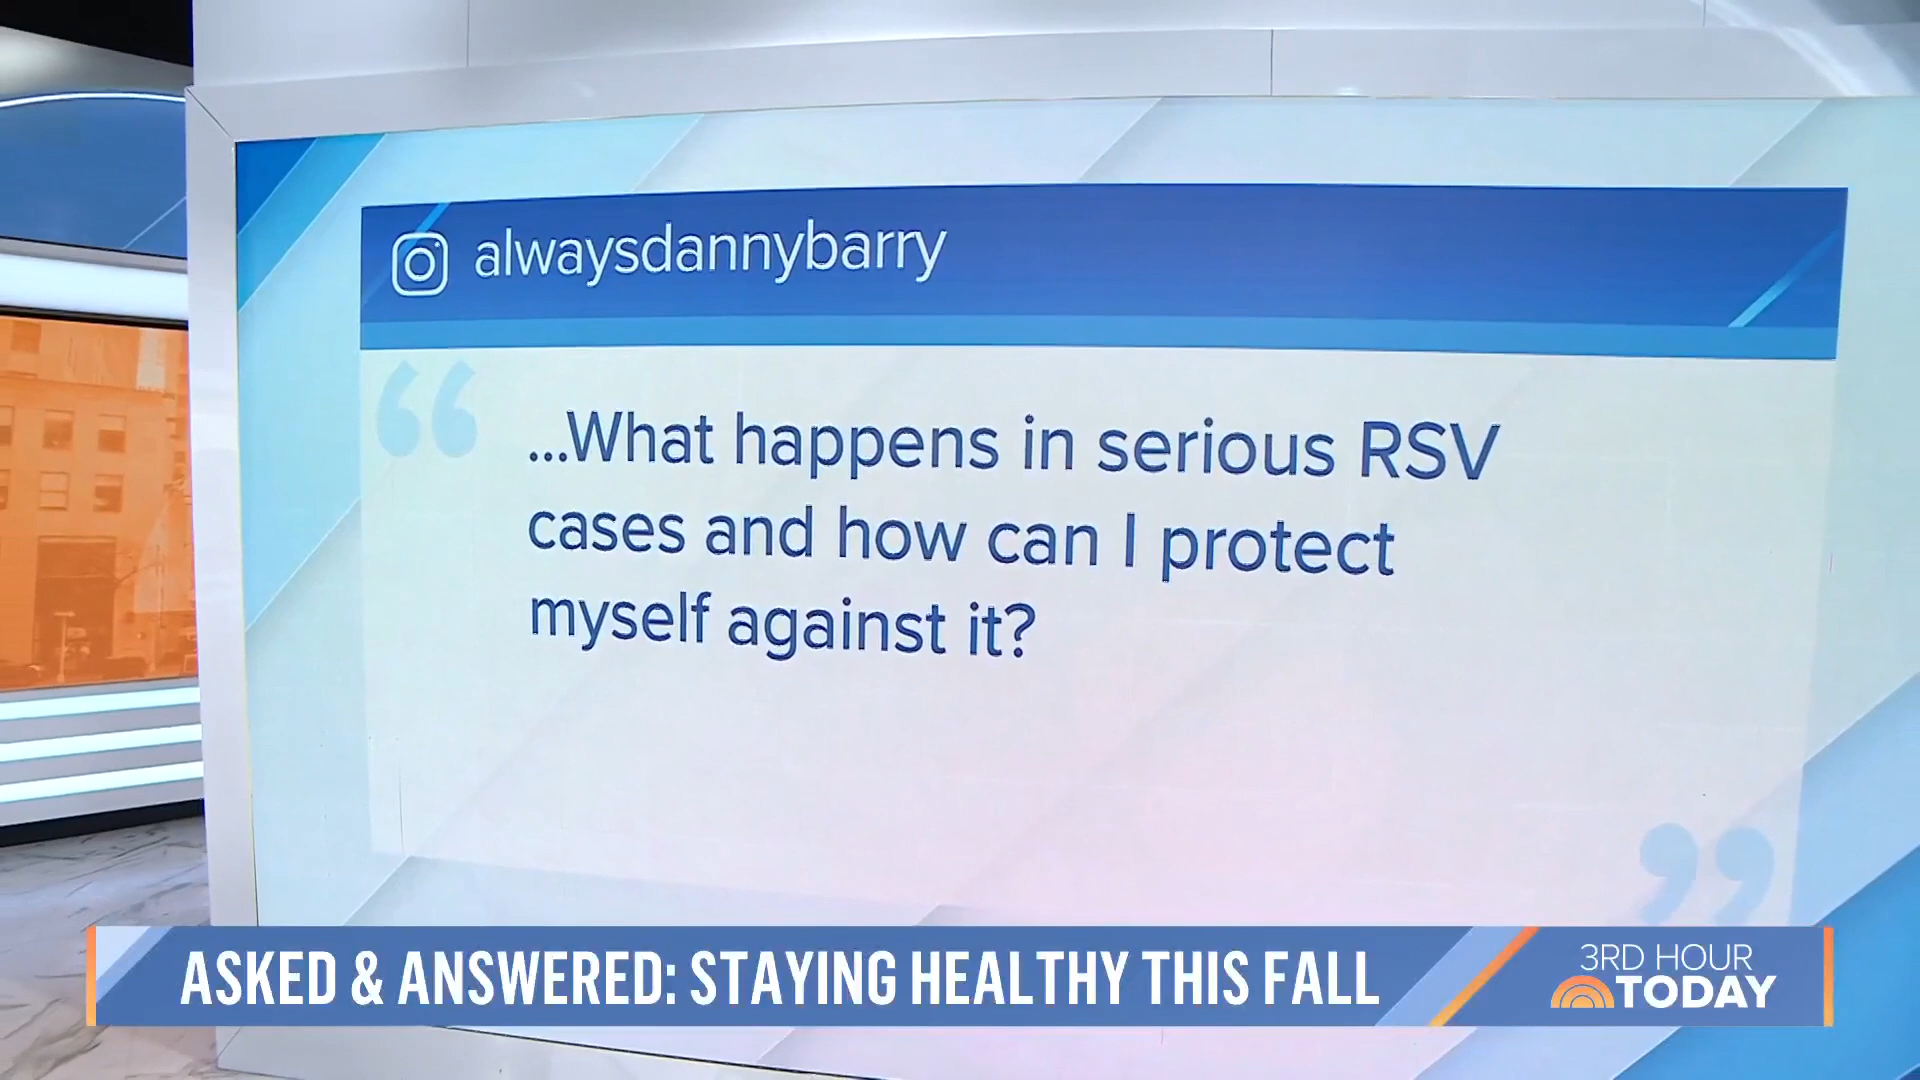 alwaysdannybarry
“
...What happens in serious RSV
cases and how can I protect
myself against it?
”
ASKED & ANSWERED: STAYING HEALTHY THIS FALL
3RD HOUR
TODAY